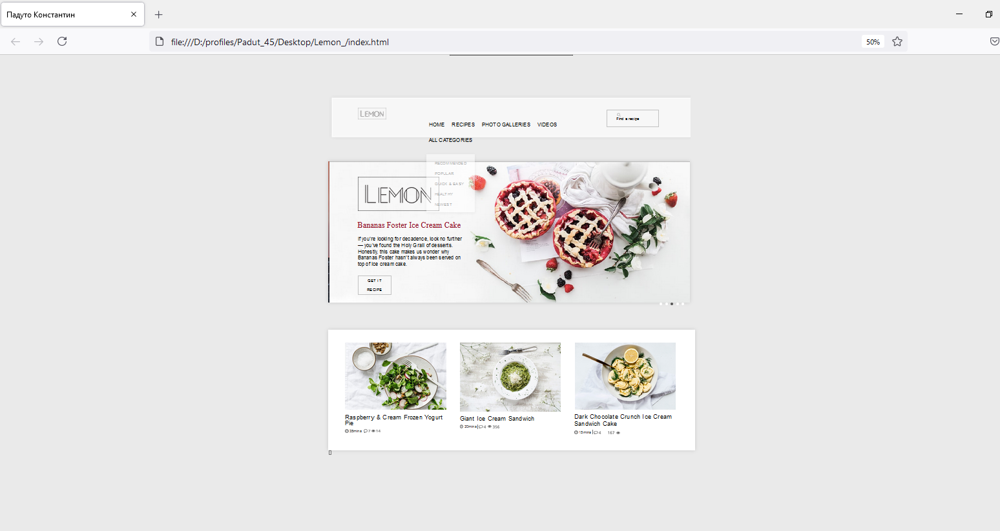 Падуто Константин
file:///D:/profiles/Padut_45/Desktop/Lemon_/index.html
50%
LEMON
Find a recipe
HOME RECIPES PHOTO GALLERIES VIDEOS
ALL CATEGORIES
RECOMMENDED
POPULAR
QUICK & EASY
HEALTHY
NEWEST
LEMON
Bananas Foster Ice Cream Cake
If you're looking for decadence, look no further
— you've found the Holy Grail of desserts.
Honestly, this cake makes us wonder why
Bananas Foster hasn't always been served on
top of ice cream cake.
GET IT
RECIPE
Raspberry & Cream Frozen Yogurt
Pie
25mins 7 14
Giant Ice Cream Sandwich
20mins| 4 356
Dark Chocolate Crunch Ice Cream
Sandwich Cake
15mins | 4 167